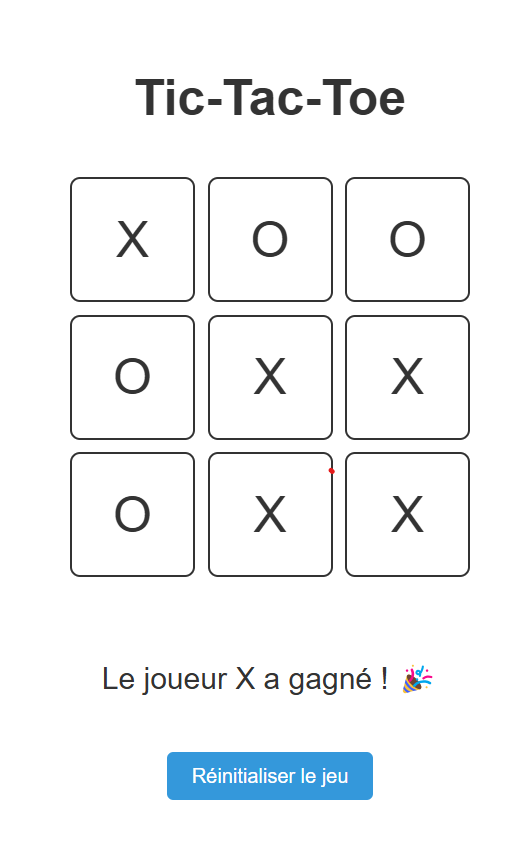 Tic-Tac-Toe
X O O
O X X
O X X
Le joueur X a gagné ! 🎉
Réinitialiser le jeu